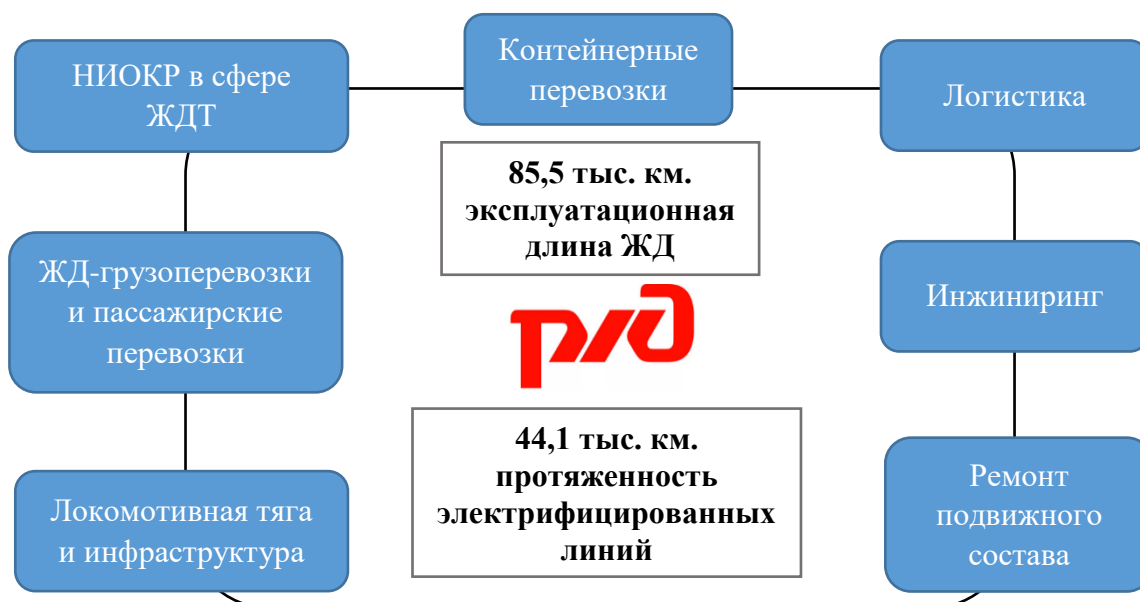 НИОКР в сфере
ЖДТ
Контейнерные
перевозки
Логистика
85,5 тыс. км.
эксплуатационная
длина ЖД
ЖД-грузоперевозки
и пассажирские
перевозки
Инжиниринг
ржд
44,1 тыс. км.
протяженность
электрифицированных
линий
Локомотивная тяга
и инфраструктура
Ремонт
подвижного
состава